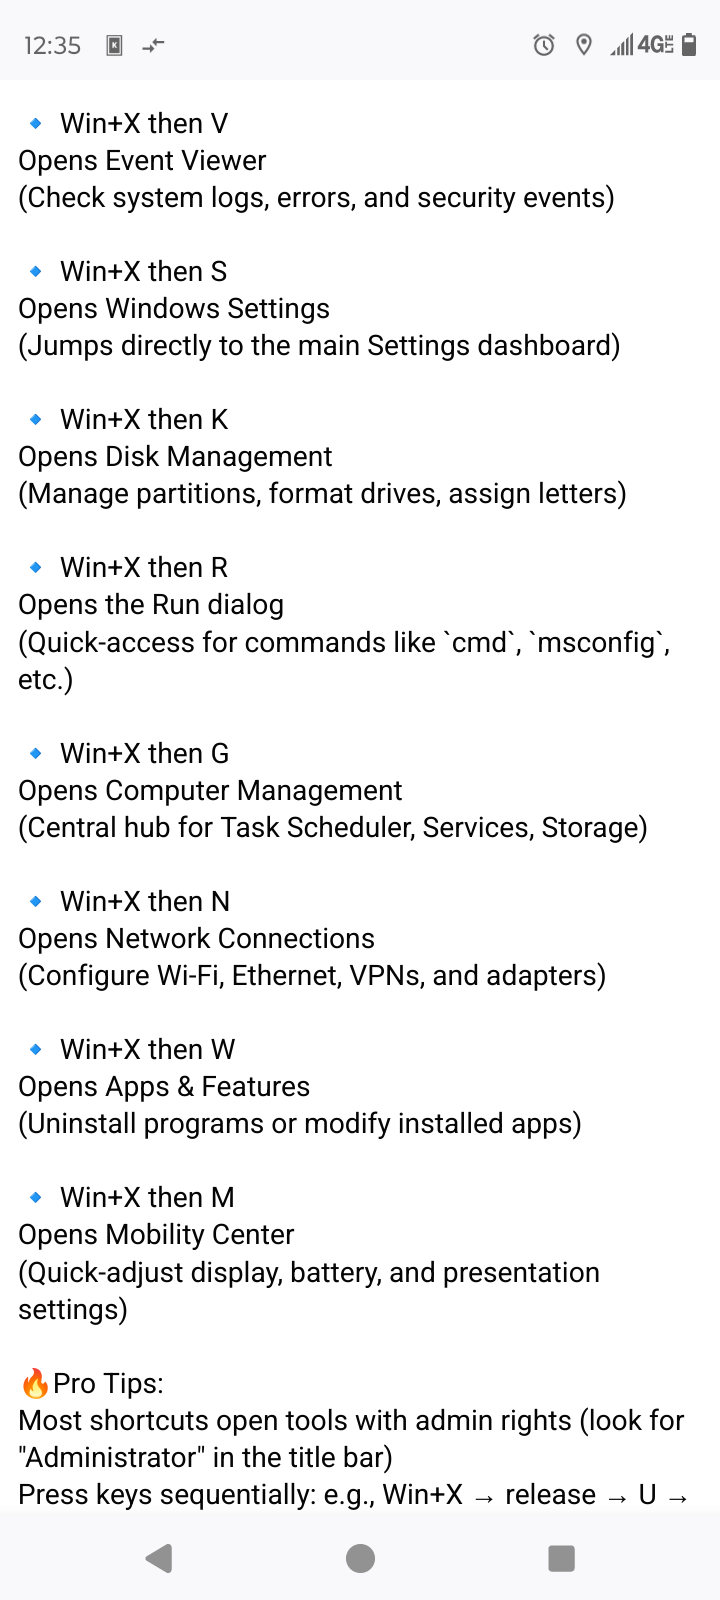 12:35
4G LTE
🔹 Win+X then V
Opens Event Viewer
(Check system logs, errors, and security events)
🔹 Win+X then S
Opens Windows Settings
(Jumps directly to the main Settings dashboard)
🔹 Win+X then K
Opens Disk Management
(Manage partitions, format drives, assign letters)
🔹 Win+X then R
Opens the Run dialog
(Quick-access for commands like `cmd`, `msconfig`,
etc.)
🔹 Win+X then G
Opens Computer Management
(Central hub for Task Scheduler, Services, Storage)
🔹 Win+X then N
Opens Network Connections
(Configure Wi-Fi, Ethernet, VPNs, and adapters)
🔹 Win+X then W
Opens Apps & Features
(Uninstall programs or modify installed apps)
🔹 Win+X then M
Opens Mobility Center
(Quick-adjust display, battery, and presentation
settings)
🔥Pro Tips:
Most shortcuts open tools with admin rights (look for
"Administrator" in the title bar)
Press keys sequentially: e.g., Win+X → release → U →